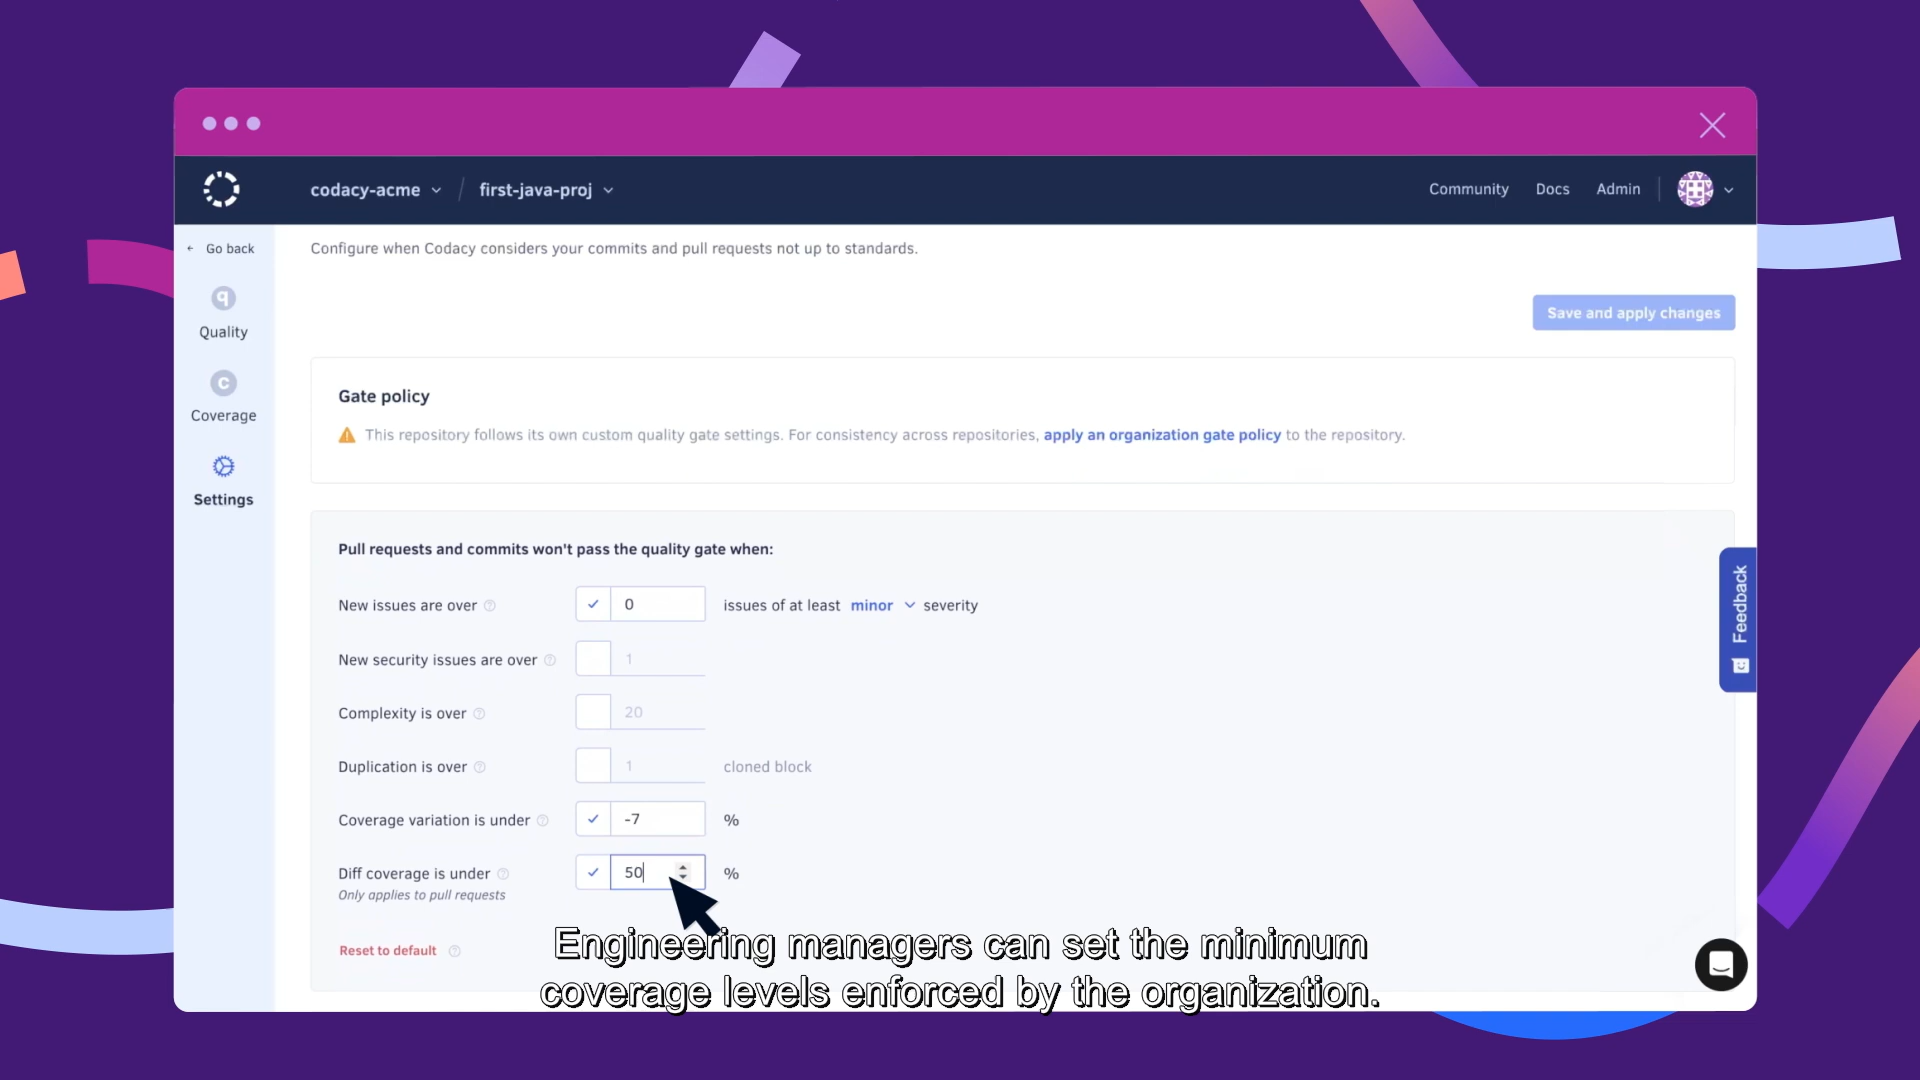 codacy-acme / first-java-proj
Community Docs Admin
Go back
Configure when Codacy considers your commits and pull requests not up to standards.
q
Quality
Save and apply changes
C
Coverage
Gate policy
This repository follows its own custom quality gate settings. For consistency across repositories, apply an organization gate policy to the repository.
Settings
Pull requests and commits won't pass the quality gate when:
New issues are over 0 issues of at least minor severity
New security issues are over 1
Complexity is over 20
Duplication is over 1 cloned block
Coverage variation is under -7 %
Diff coverage is under 50 %
Only applies to pull requests
Reset to default
Feedback
Engineering managers can set the minimum
coverage levels enforced by the organization.